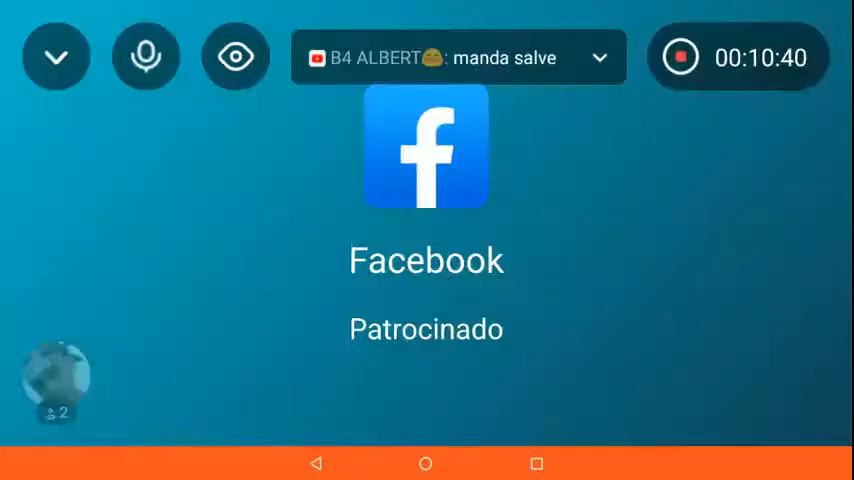 B4 ALBERT😁: manda salve
00:10:40
f
Facebook
Patrocinado
2